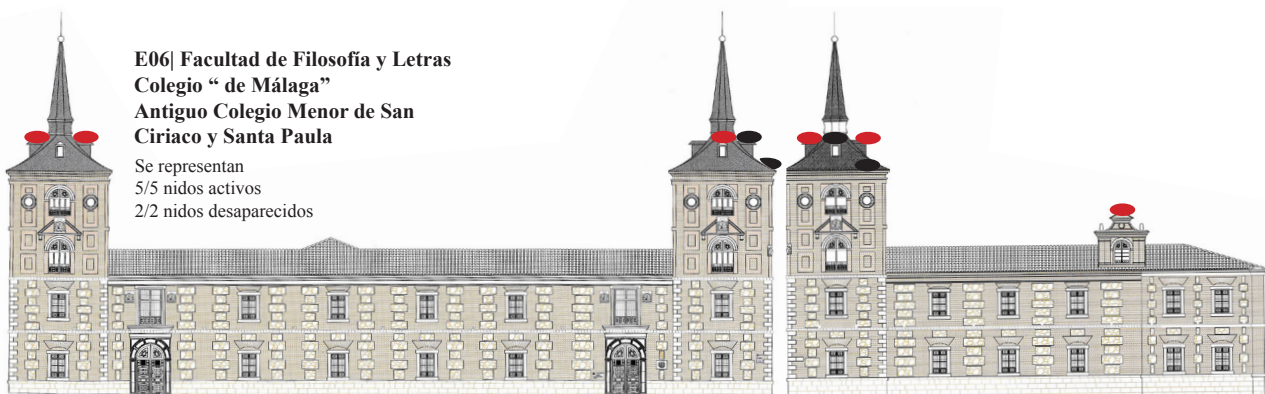 E06| Facultad de Filosofía y Letras
Colegio “ de Málaga”
Antiguo Colegio Menor de San
Ciriaco y Santa Paula
Se representan
5/5 nidos activos
2/2 nidos desaparecidos